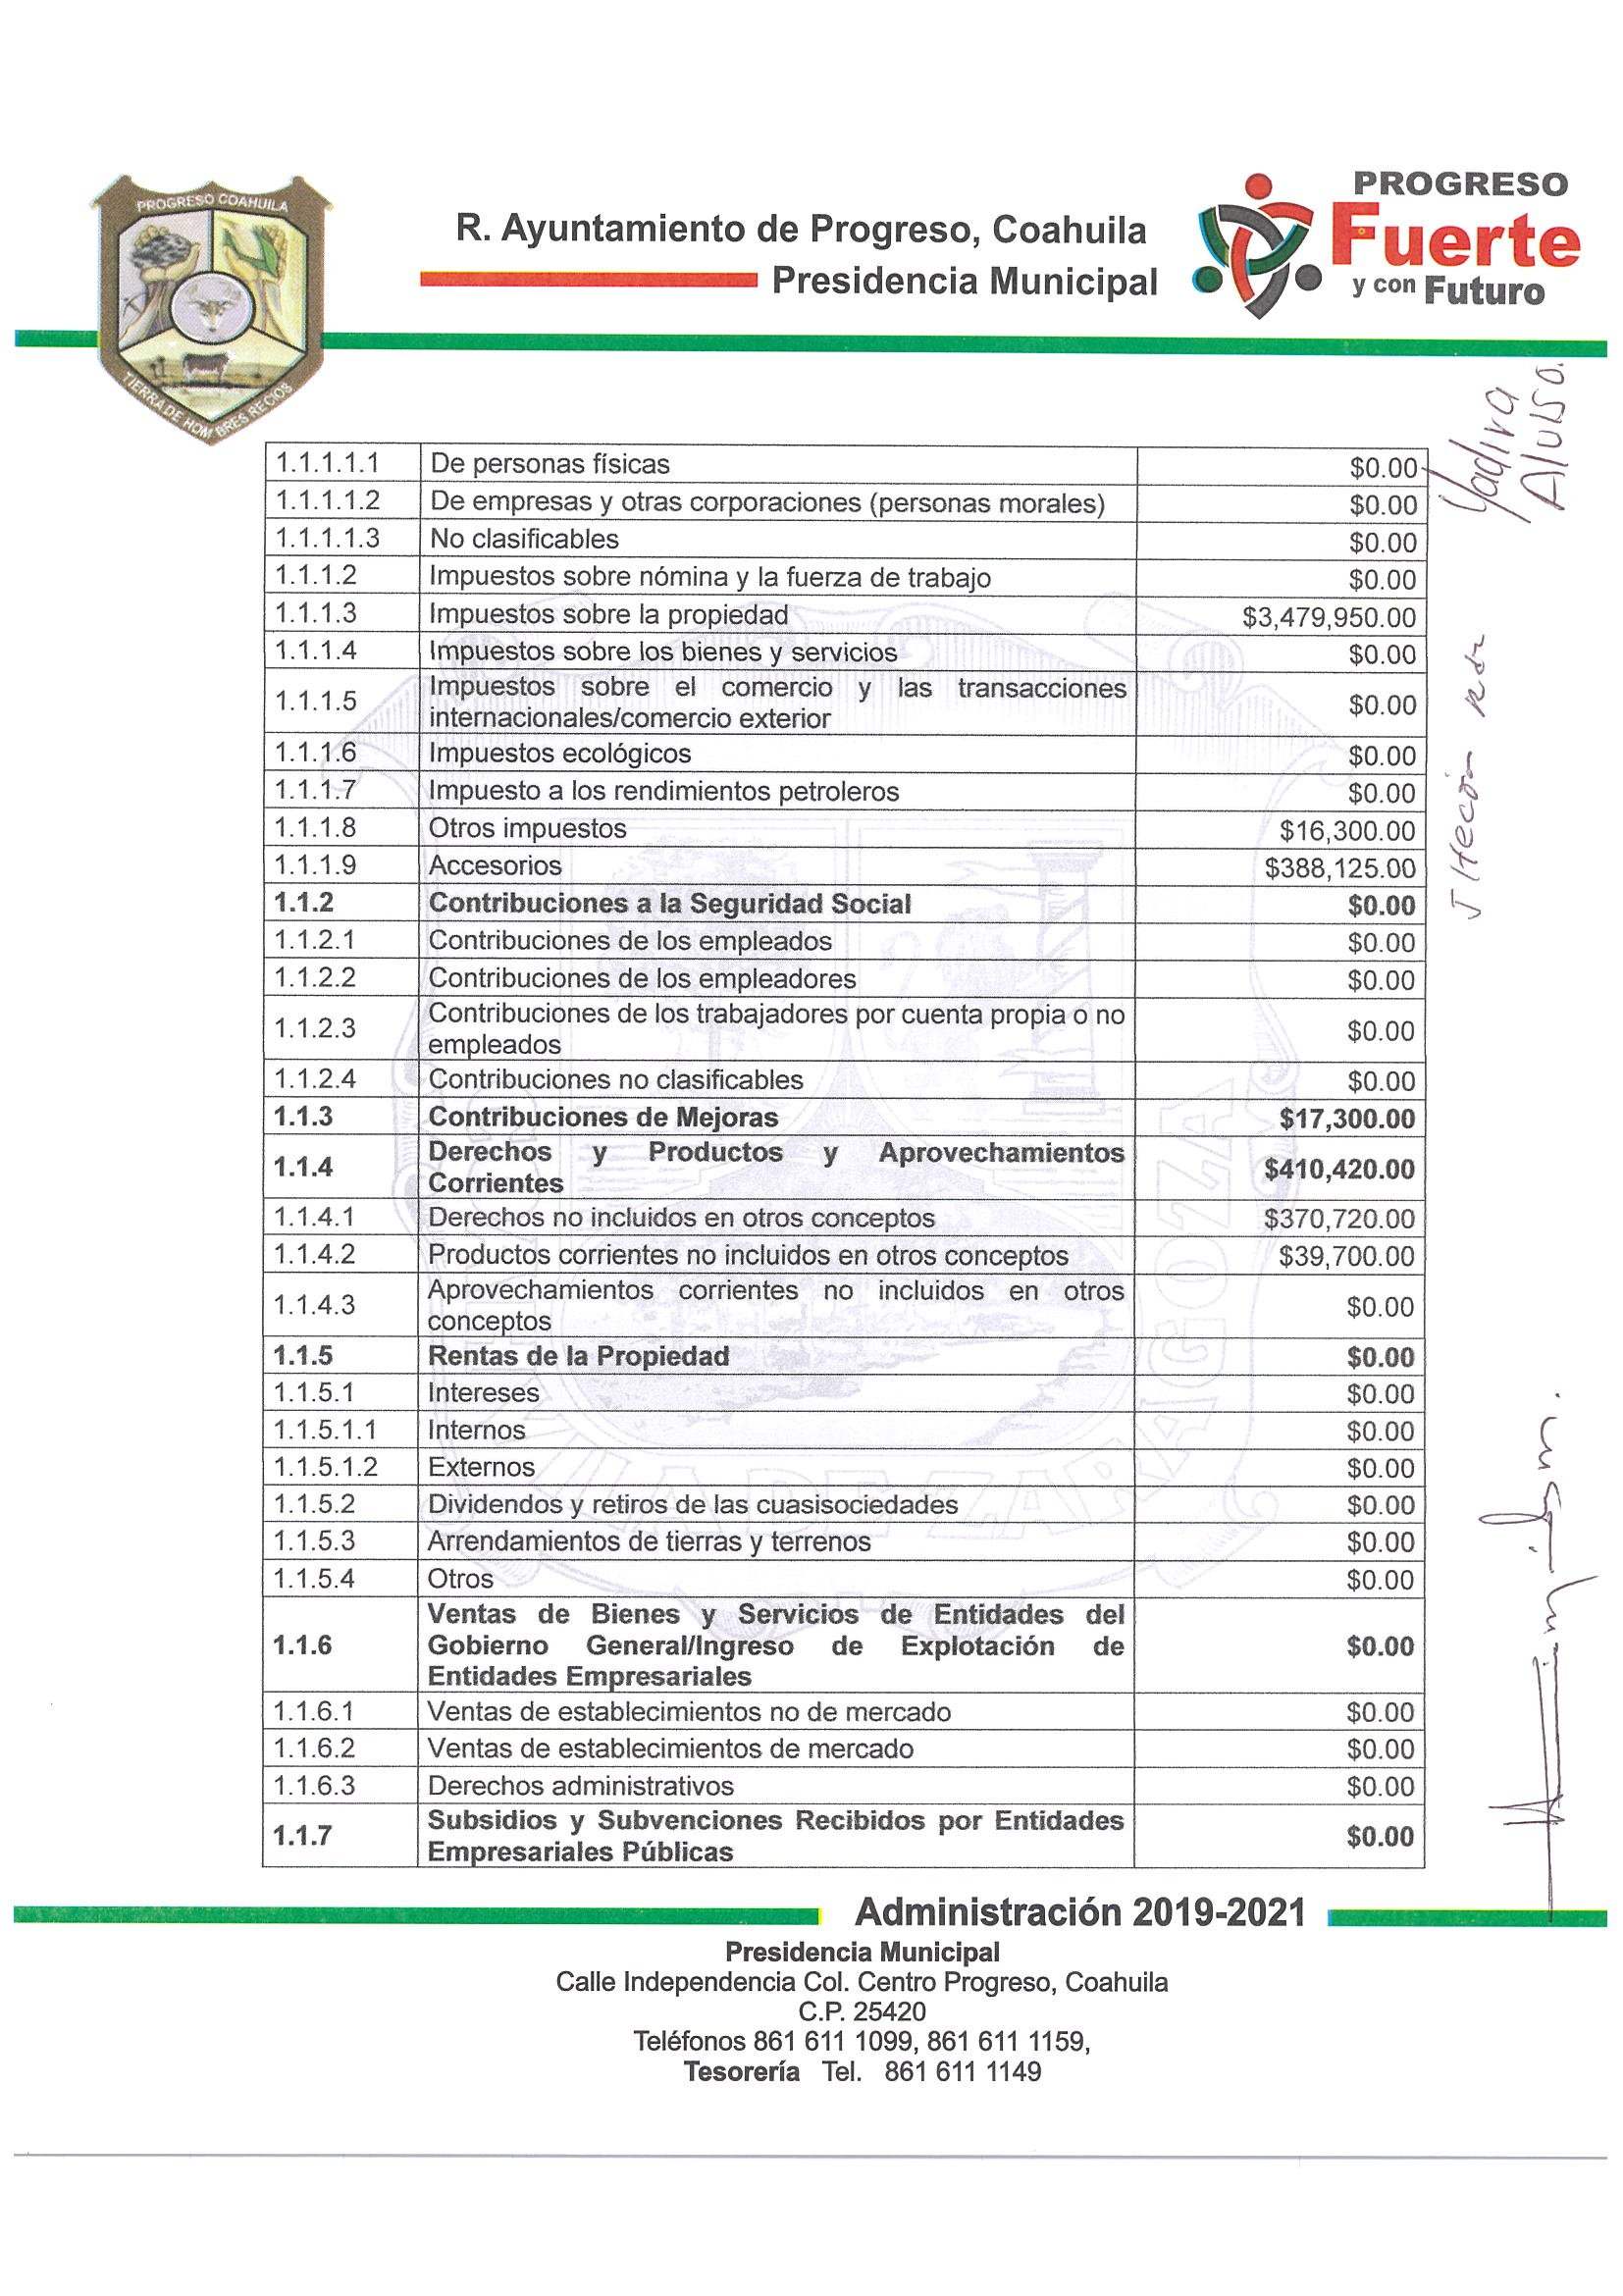 PROGRESO COAHUILA
TIERRA DE HOMBRES RECIOS
R. Ayuntamiento de Progreso, Coahuila
Presidencia Municipal
PROGRESO
Fuerte
y con Futuro
1.1.1.1.1 De personas físicas $0.00
1.1.1.1.2 De empresas y otras corporaciones (personas morales) $0.00
1.1.1.1.3 No clasificables $0.00
1.1.1.2 Impuestos sobre nómina y la fuerza de trabajo $0.00
1.1.1.3 Impuestos sobre la propiedad $3,479,950.00
1.1.1.4 Impuestos sobre los bienes y servicios $0.00
1.1.1.5 Impuestos sobre el comercio y las transacciones
internacionales/comercio exterior $0.00
1.1.1.6 Impuestos ecológicos $0.00
1.1.1.7 Impuesto a los rendimientos petroleros $0.00
1.1.1.8 Otros impuestos $16,300.00
1.1.1.9 Accesorios $388,125.00
1.1.2 Contribuciones a la Seguridad Social $0.00
1.1.2.1 Contribuciones de los empleados $0.00
1.1.2.2 Contribuciones de los empleadores $0.00
1.1.2.3 Contribuciones de los trabajadores por cuenta propia o no
empleados $0.00
1.1.2.4 Contribuciones no clasificables $0.00
1.1.3 Contribuciones de Mejoras $17,300.00
1.1.4 Derechos y Productos y Aprovechamientos
Corrientes $410,420.00
1.1.4.1 Derechos no incluidos en otros conceptos $370,720.00
1.1.4.2 Productos corrientes no incluidos en otros conceptos $39,700.00
1.1.4.3 Aprovechamientos corrientes no incluidos en otros
conceptos $0.00
1.1.5 Rentas de la Propiedad $0.00
1.1.5.1 Intereses $0.00
1.1.5.1.1 Internos $0.00
1.1.5.1.2 Externos $0.00
1.1.5.2 Dividendos y retiros de las cuasisociedades $0.00
1.1.5.3 Arrendamientos de tierras y terrenos $0.00
1.1.5.4 Otros $0.00
1.1.6 Ventas de Bienes y Servicios de Entidades del
Gobierno General/Ingreso de Explotación de
Entidades Empresariales $0.00
1.1.6.1 Ventas de establecimientos no de mercado $0.00
1.1.6.2 Ventas de establecimientos de mercado $0.00
1.1.6.3 Derechos administrativos $0.00
1.1.7 Subsidios y Subvenciones Recibidos por Entidades
Empresariales Públicas $0.00
VILLA DE ZARAGOZA
Yadira
Administración 2019-2021
Presidencia Municipal
Calle Independencia Col. Centro Progreso, Coahuila
C.P. 25420
Teléfonos 861 611 1099, 861 611 1159,
Tesorería Tel. 861 611 1149